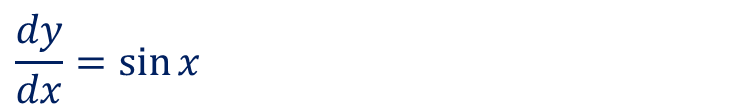 dy/dx = sin x